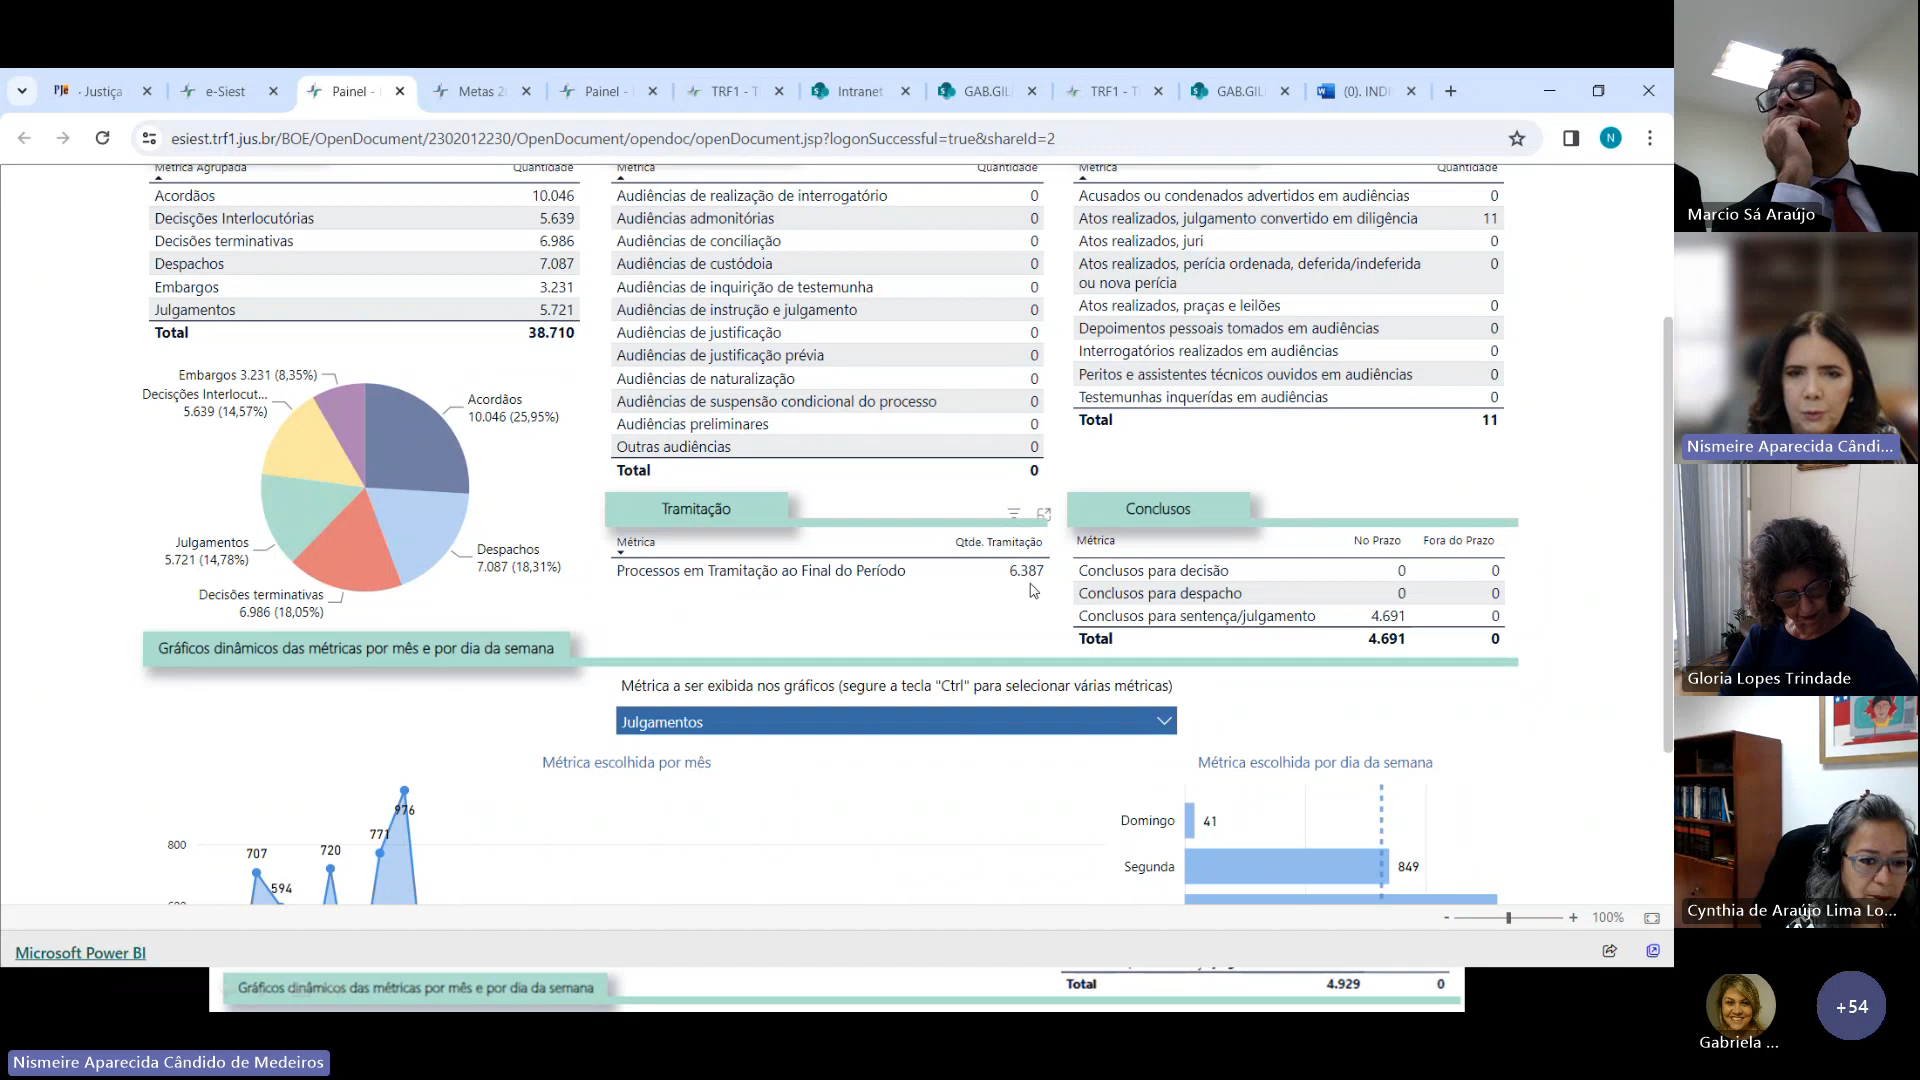 PJe - Justiça
e-Siest
Painel -
Metas 2
Painel -
TRF1 - T
Intranet
GAB.GIL
TRF1 - T
GAB.GIL
(0). INDI
esiest.trf1.jus.br/BOE/OpenDocument/2302012230/OpenDocument/opendoc/openDocument.jsp?logonSuccessful=true&shareId=2
N
Métrica Agrupada Quantidade
Acordãos 10.046
Decisções Interlocutórias 5.639
Decisões terminativas 6.986
Despachos 7.087
Embargos 3.231
Julgamentos 5.721
Total 38.710
Métrica Quantidade
Audiências de realização de interrogatório 0
Audiências admonitórias 0
Audiências de conciliação 0
Audiências de custódoia 0
Audiências de inquirição de testemunha 0
Audiências de instrução e julgamento 0
Audiências de justificação 0
Audiências de justificação prévia 0
Audiências de naturalização 0
Audiências de suspensão condicional do processo 0
Audiências preliminares 0
Outras audiências 0
Total 0
Métrica Quantidade
Acusados ou condenados advertidos em audiências 0
Atos realizados, julgamento convertido em diligência 11
Atos realizados, juri 0
Atos realizados, perícia ordenada, deferida/indeferida 0
ou nova perícia
Atos realizados, praças e leilões 0
Depoimentos pessoais tomados em audiências 0
Interrogatórios realizados em audiências 0
Peritos e assistentes técnicos ouvidos em audiências 0
Testemunhas inquerídas em audiências 0
Total 11
Embargos 3.231 (8,35%)
Decisções Interlocut...
5.639 (14,57%)
Acordãos
10.046 (25,95%)
Julgamentos
5.721 (14,78%)
Despachos
7.087 (18,31%)
Decisões terminativas
6.986 (18,05%)
Tramitação
Métrica Qtde. Tramitação
Processos em Tramitação ao Final do Período 6.387
Conclusos
Métrica No Prazo Fora do Prazo
Conclusos para decisão 0 0
Conclusos para despacho 0 0
Conclusos para sentença/julgamento 4.691 0
Total 4.691 0
Gráficos dinâmicos das métricas por mês e por dia da semana
Métrica a ser exibida nos gráficos (segure a tecla "Ctrl" para selecionar várias métricas)
Julgamentos
Métrica escolhida por mês
800
707
594
720
771
976
Métrica escolhida por dia da semana
Domingo 41
Segunda 849
- + 100%
Microsoft Power BI
Total 4.929 0
Gráficos dinâmicos das métricas por mês e por dia da semana
Nismeire Aparecida Cândido de Medeiros
Marcio Sá Araújo
Nismeire Aparecida Cândi...
Gloria Lopes Trindade
Cynthia de Araújo Lima Lo...
Gabriela ...
+54